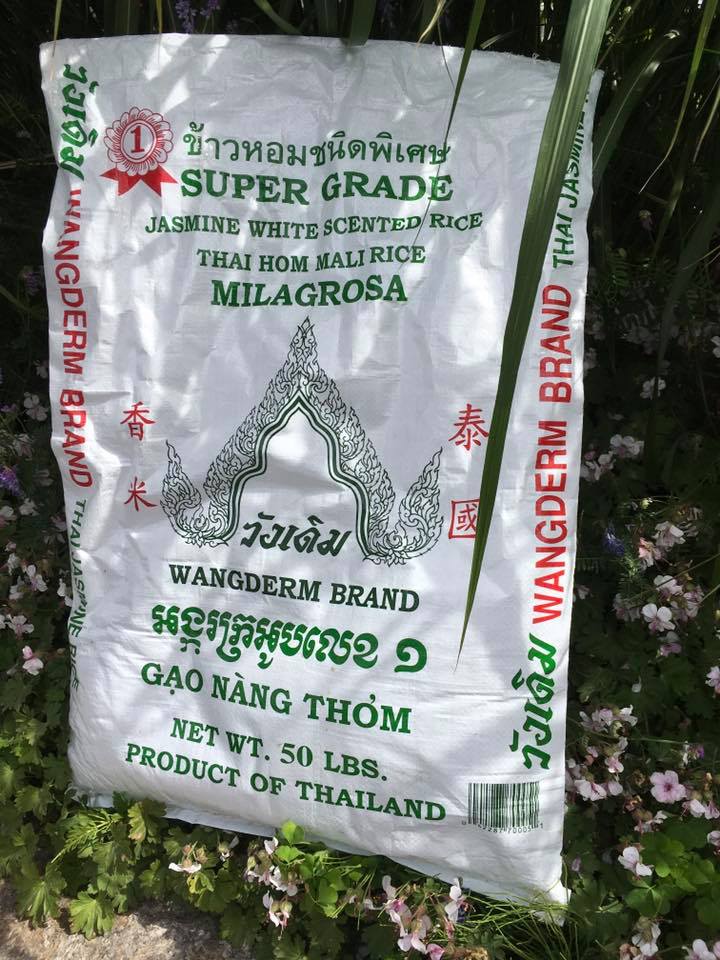 1
ข้าวหอมชนิดพิเศษ
SUPER GRADE
JASMINE WHITE SCENTED RICE
THAI HOM MALI RICE
MILAGROSA
香米
泰國
วังเดิม
WANGDERM BRAND
អង្ករក្រអូបលេខ ១
GẠO NÀNG THƠM
NET WT. 50 LBS.
PRODUCT OF THAILAND
วังเดิม WANGDERM BRAND THAI JASMINE RICE
วังเดิม WANGDERM BRAND THAI JASMINE